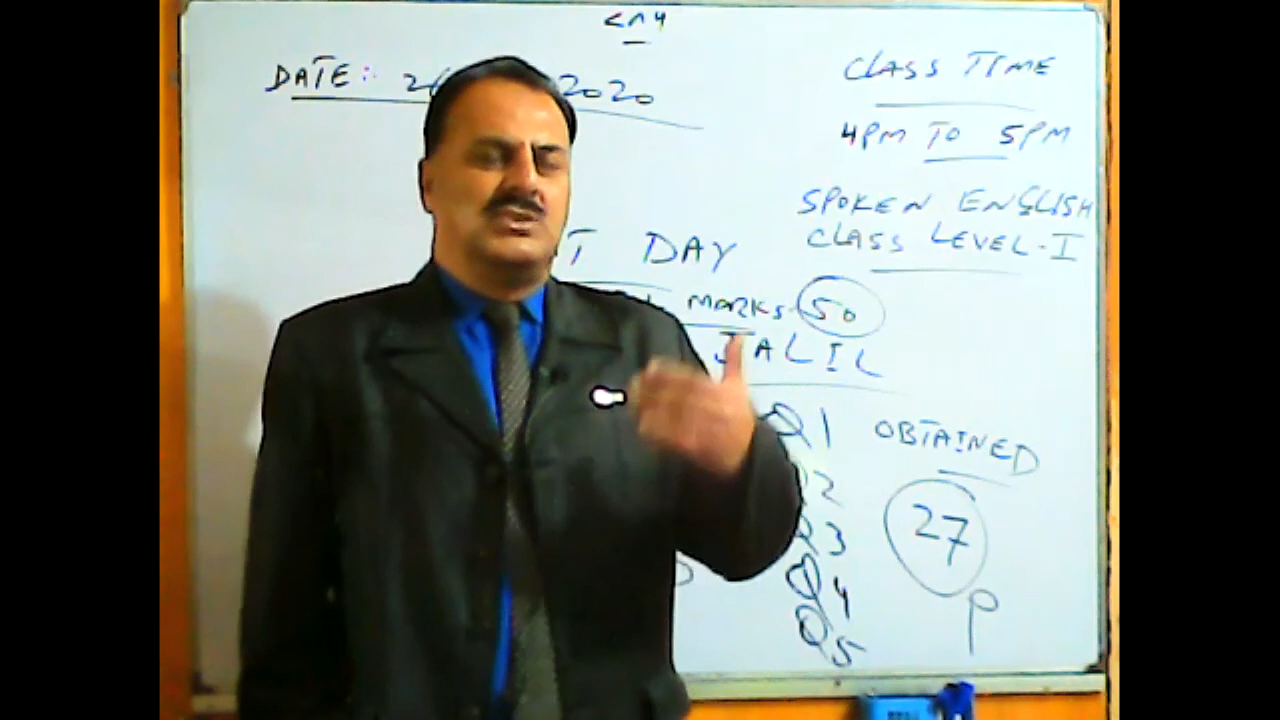 DATE: 2 2020
CLASS TIME
4PM TO 5PM
SPOKEN ENGLISH
CLASS LEVEL-I
T DAY
MARKS 50
JALIL
Q1
OBTAINED
2
3
27
Q4
P
Q5